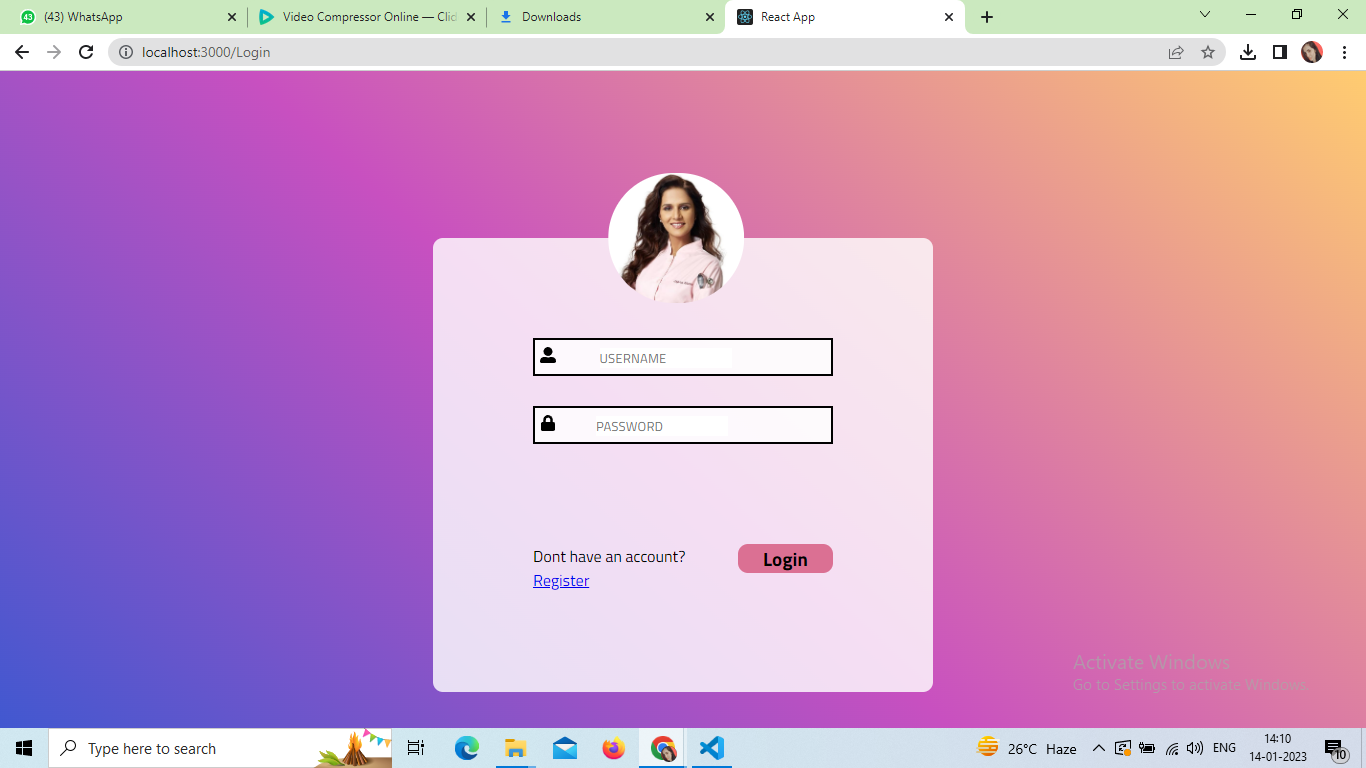 43
(43) WhatsApp
Video Compressor Online — Clid
Downloads
React App
localhost:3000/Login
USERNAME
PASSWORD
Dont have an account?
Login
Register
Activate Windows
Go to Settings to activate Windows.
Type here to search
26°C Haze
ENG
14:10
14-01-2023
10